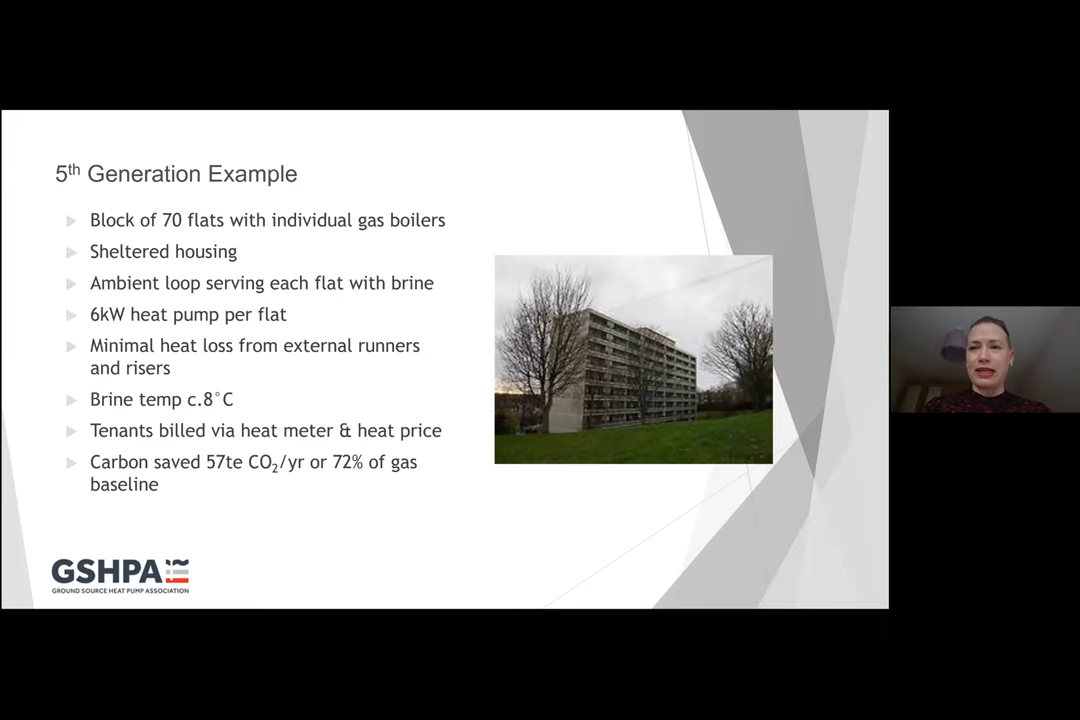 5th Generation Example
Block of 70 flats with individual gas boilers
Sheltered housing
Ambient loop serving each flat with brine
6kW heat pump per flat
Minimal heat loss from external runners
and risers
Brine temp c.8°C
Tenants billed via heat meter & heat price
Carbon saved 57te CO₂/yr or 72% of gas
baseline
GSHPA
GROUND SOURCE HEAT PUMP ASSOCIATION